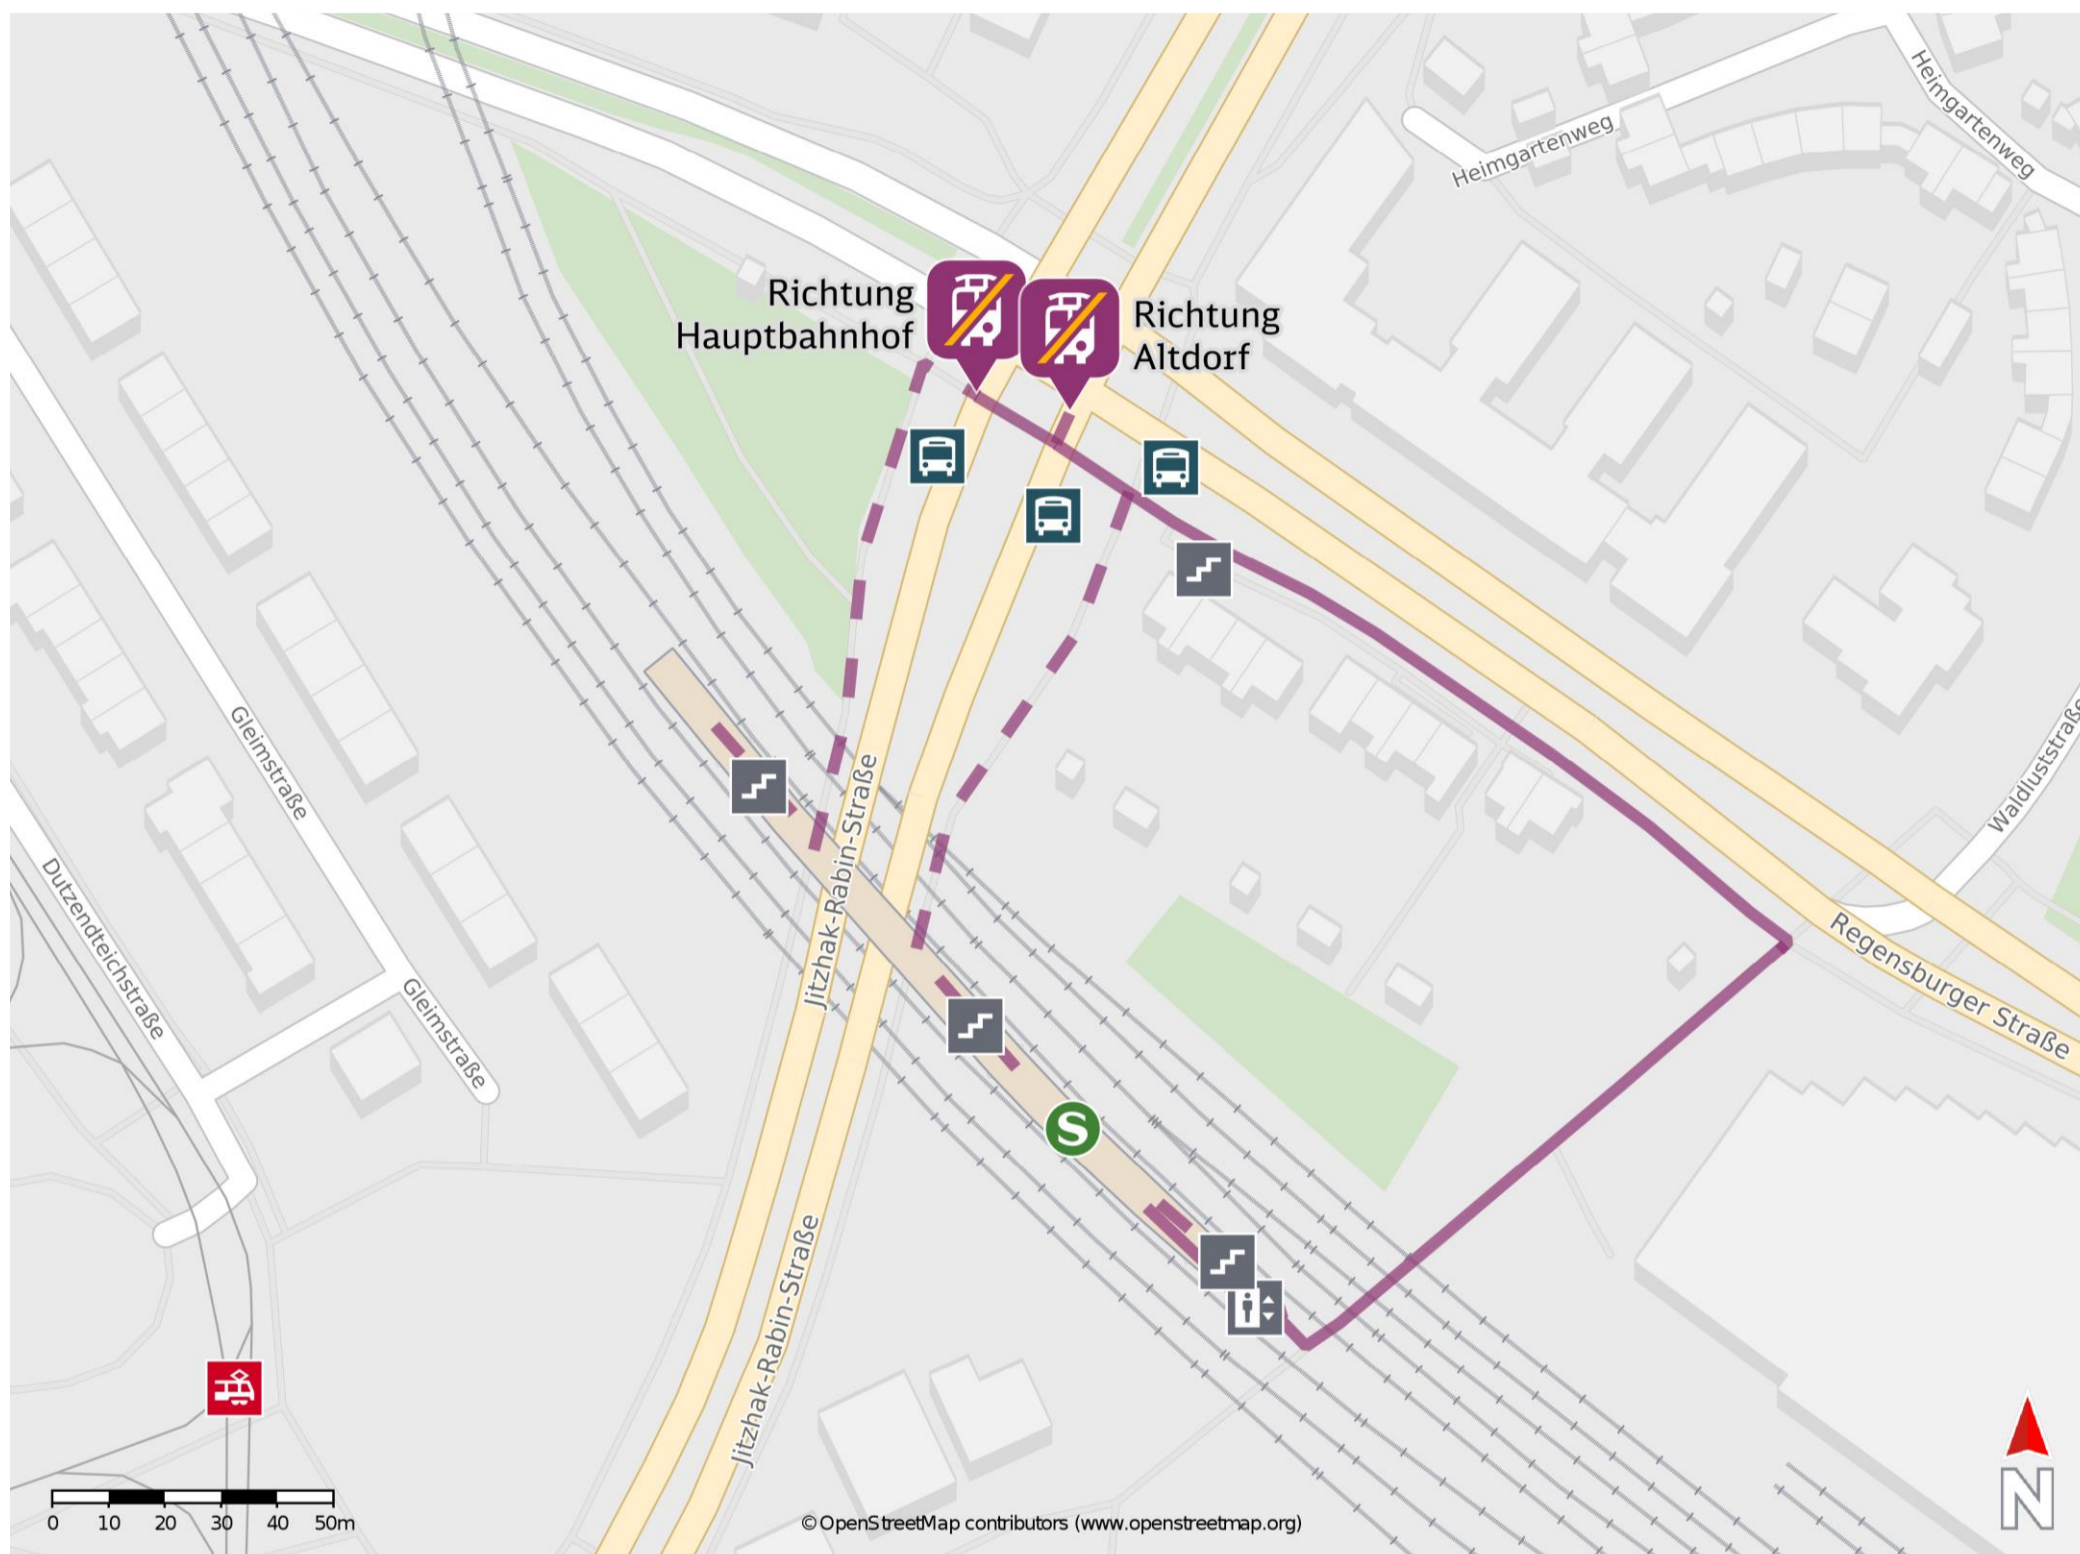 Heimgartenweg
Heimgartenweg
Richtung
Hauptbahnhof
Richtung
Altdorf
Gleimstraße
Jitzhak-Rabin-Straße
Waldluststraße
Dutzendteichstraße
Gleimstraße
Regensburger Straße
S
Jitzhak-Rabin-Straße
0 10 20 30 40 50m
© OpenStreetMap contributors (www.openstreetmap.org)
N